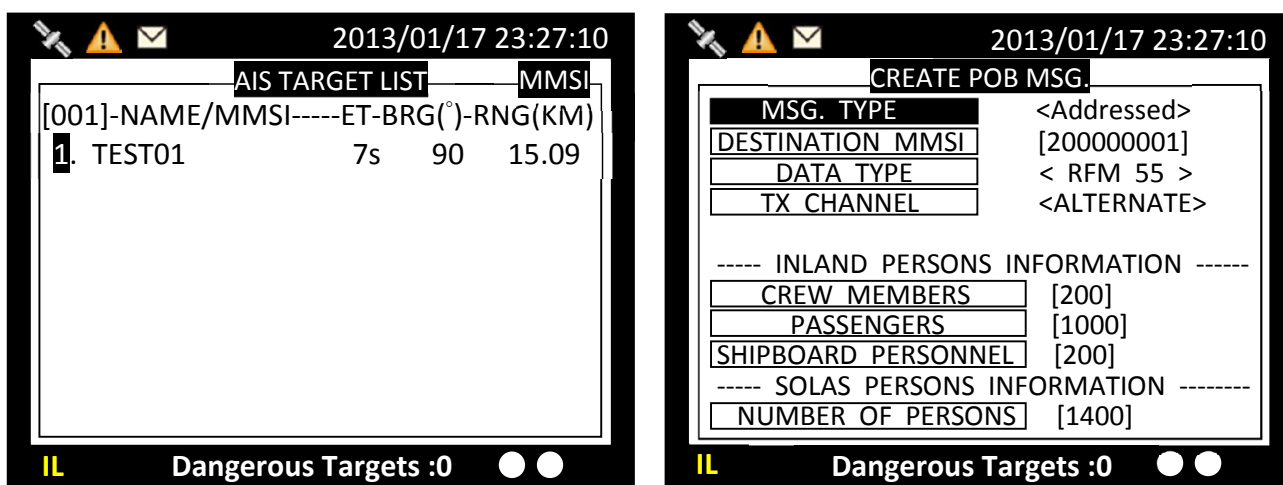 2013/01/17 23:27:10
AIS TARGET LIST MMSI
[001]-NAME/MMSI-----ET-BRG(°)-RNG(KM)
1. TEST01 7s 90 15.09
IL Dangerous Targets :0
2013/01/17 23:27:10
CREATE POB MSG.
MSG. TYPE <Addressed>
DESTINATION MMSI [200000001]
DATA TYPE < RFM 55 >
TX CHANNEL <ALTERNATE>
----- INLAND PERSONS INFORMATION ------
CREW MEMBERS [200]
PASSENGERS [1000]
SHIPBOARD PERSONNEL [200]
----- SOLAS PERSONS INFORMATION --------
NUMBER OF PERSONS [1400]
IL Dangerous Targets :0